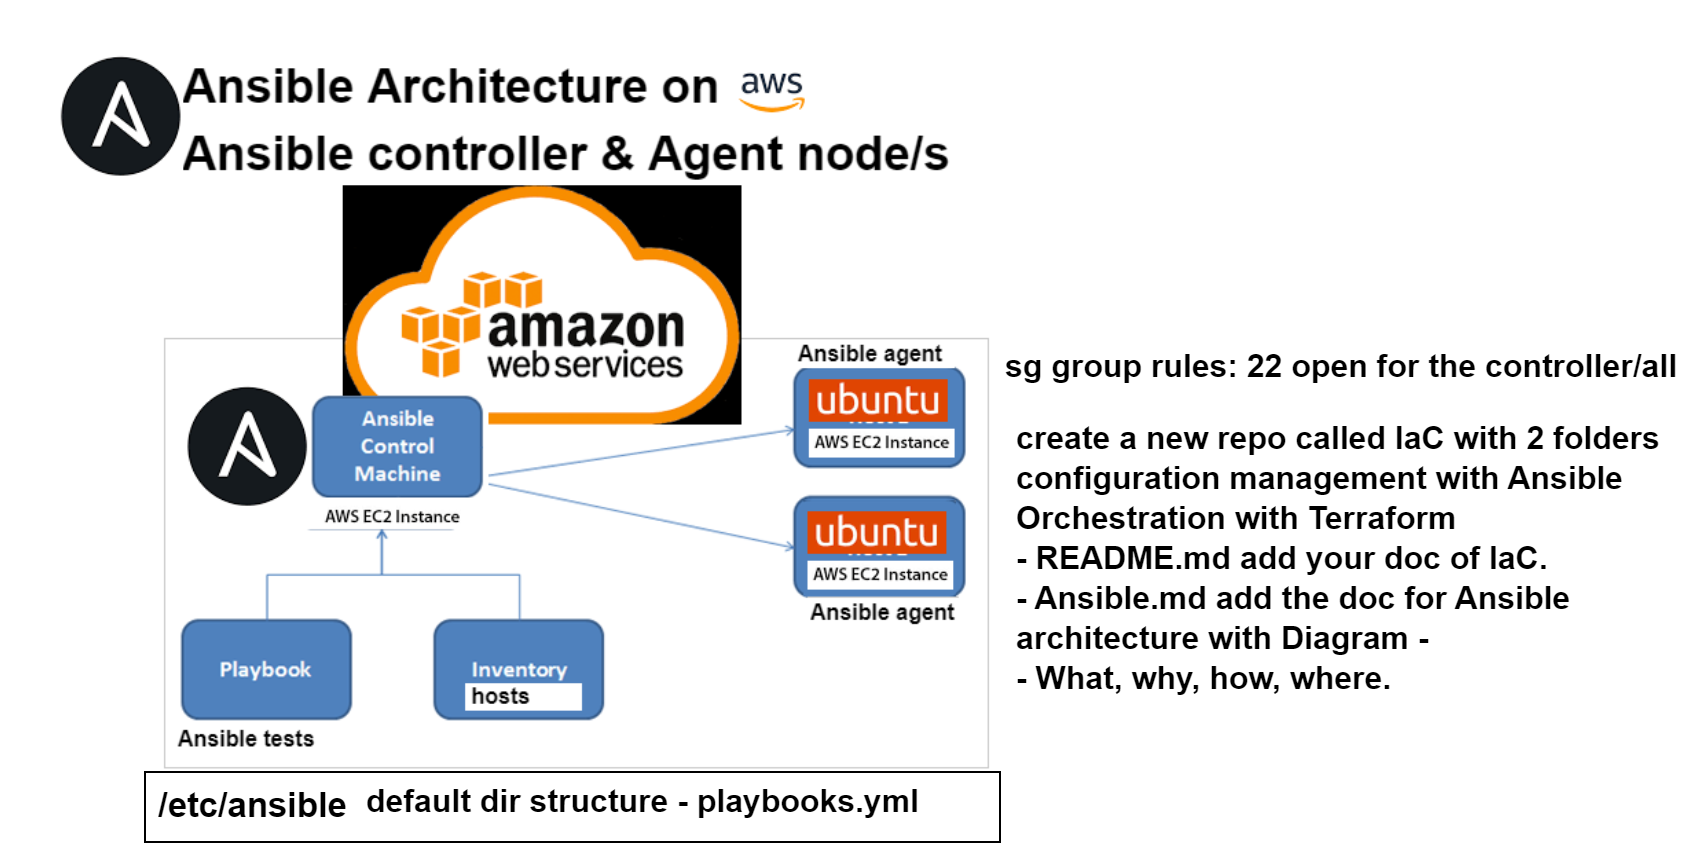 Ansible Architecture on aws
Ansible controller & Agent node/s
amazon
web services
Ansible agent
ubuntu
AWS EC2 Instance
Ansible
Control
Machine
AWS EC2 Instance
ubuntu
AWS EC2 Instance
Ansible agent
Playbook
Inventory
hosts
Ansible tests
/etc/ansible default dir structure - playbooks.yml
sg group rules: 22 open for the controller/all
create a new repo called IaC with 2 folders
configuration management with Ansible
Orchestration with Terraform
- README.md add your doc of IaC.
- Ansible.md add the doc for Ansible
architecture with Diagram -
- What, why, how, where.